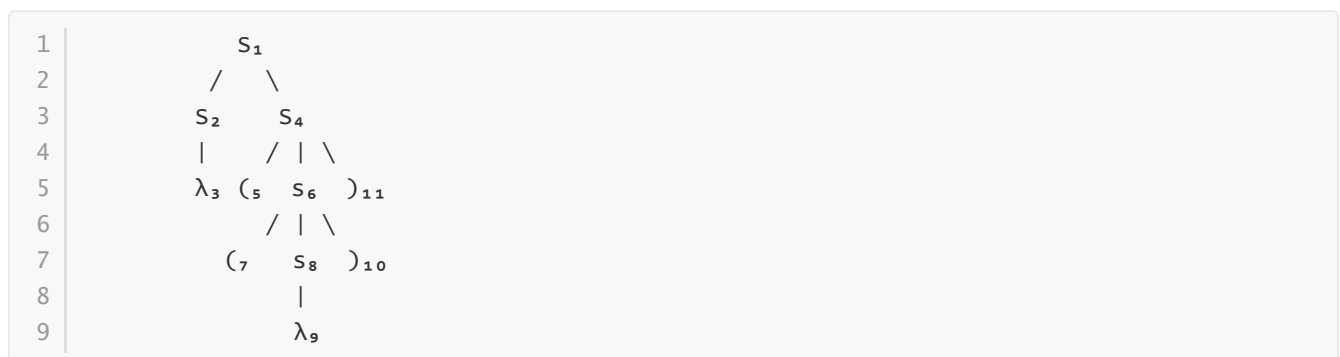 1             S₁
2           /   \
3          S₂    S₄
4          |    / | \
5          λ₃ (₅  S₆  )₁₁
6               / | \
7            (₇   S₈  )₁₀
8                 |
9                 λ₉